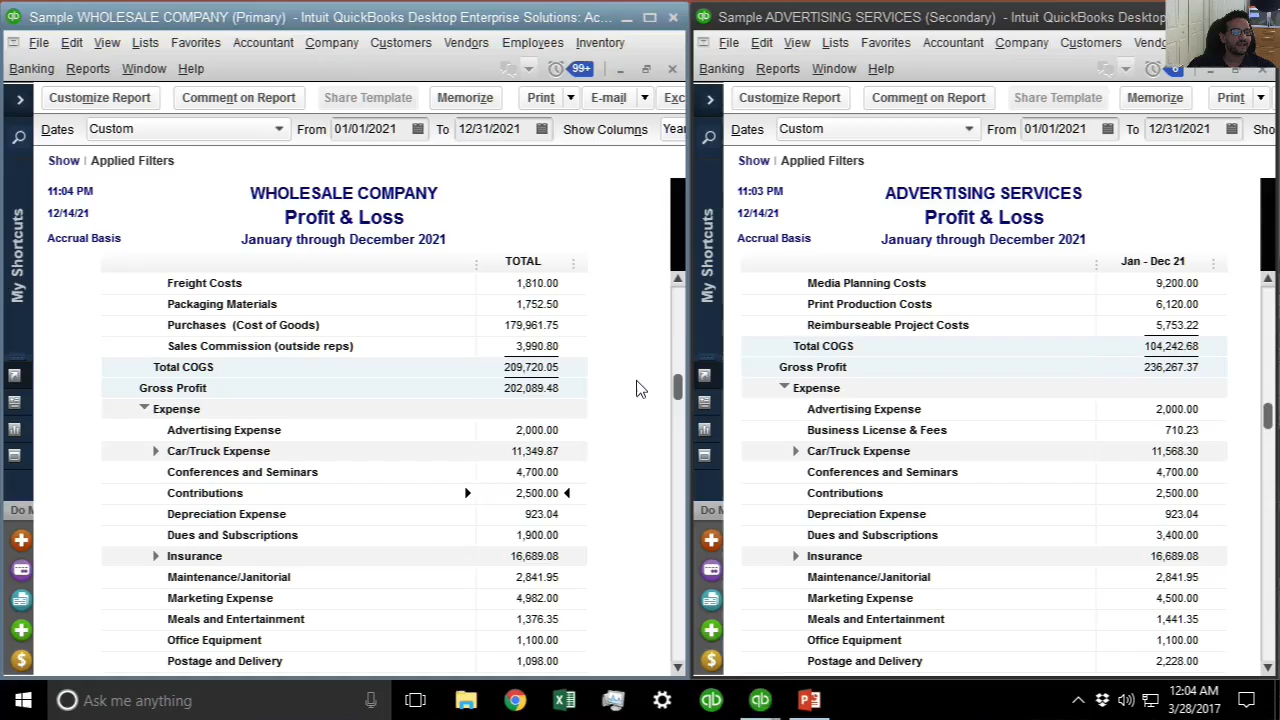 Sample WHOLESALE COMPANY (Primary) - Intuit QuickBooks Desktop Enterprise Solutions: Ac...
File Edit View Lists Favorites Accountant Company Customers Vendors Employees Inventory
Banking Reports Window Help 99+
Customize Report Comment on Report Share Template Memorize Print E-mail Exc
Dates Custom From 01/01/2021 To 12/31/2021 Show Columns Year
Show Applied Filters
11:04 PM
12/14/21
Accrual Basis
WHOLESALE COMPANY
Profit & Loss
January through December 2021
TOTAL
Freight Costs 1,810.00
Packaging Materials 1,752.50
Purchases (Cost of Goods) 179,961.75
Sales Commission (outside reps) 3,990.80
Total COGS 209,720.05
Gross Profit 202,089.48
Expense
Advertising Expense 2,000.00
Car/Truck Expense 11,349.87
Conferences and Seminars 4,700.00
Contributions 2,500.00
Depreciation Expense 923.04
Dues and Subscriptions 1,900.00
Insurance 16,689.08
Maintenance/Janitorial 2,841.95
Marketing Expense 4,982.00
Meals and Entertainment 1,376.35
Office Equipment 1,100.00
Postage and Delivery 1,098.00
My Shortcuts
Do M
Sample ADVERTISING SERVICES (Secondary) - Intuit QuickBooks Desktop
File Edit View Lists Favorites Accountant Company Customers Vend
Banking Reports Window Help
Customize Report Comment on Report Share Template Memorize Print
Dates Custom From 01/01/2021 To 12/31/2021 Sho
Show Applied Filters
11:03 PM
12/14/21
Accrual Basis
ADVERTISING SERVICES
Profit & Loss
January through December 2021
Jan - Dec 21
Media Planning Costs 9,200.00
Print Production Costs 6,120.00
Reimburseable Project Costs 5,753.22
Total COGS 104,242.68
Gross Profit 236,267.37
Expense
Advertising Expense 2,000.00
Business License & Fees 710.23
Car/Truck Expense 11,568.30
Conferences and Seminars 4,700.00
Contributions 2,500.00
Depreciation Expense 923.04
Dues and Subscriptions 3,400.00
Insurance 16,689.08
Maintenance/Janitorial 2,841.95
Marketing Expense 4,500.00
Meals and Entertainment 1,441.35
Office Equipment 1,100.00
Postage and Delivery 2,228.00
My Shortcuts
Do M
Ask me anything
12:04 AM
3/28/2017